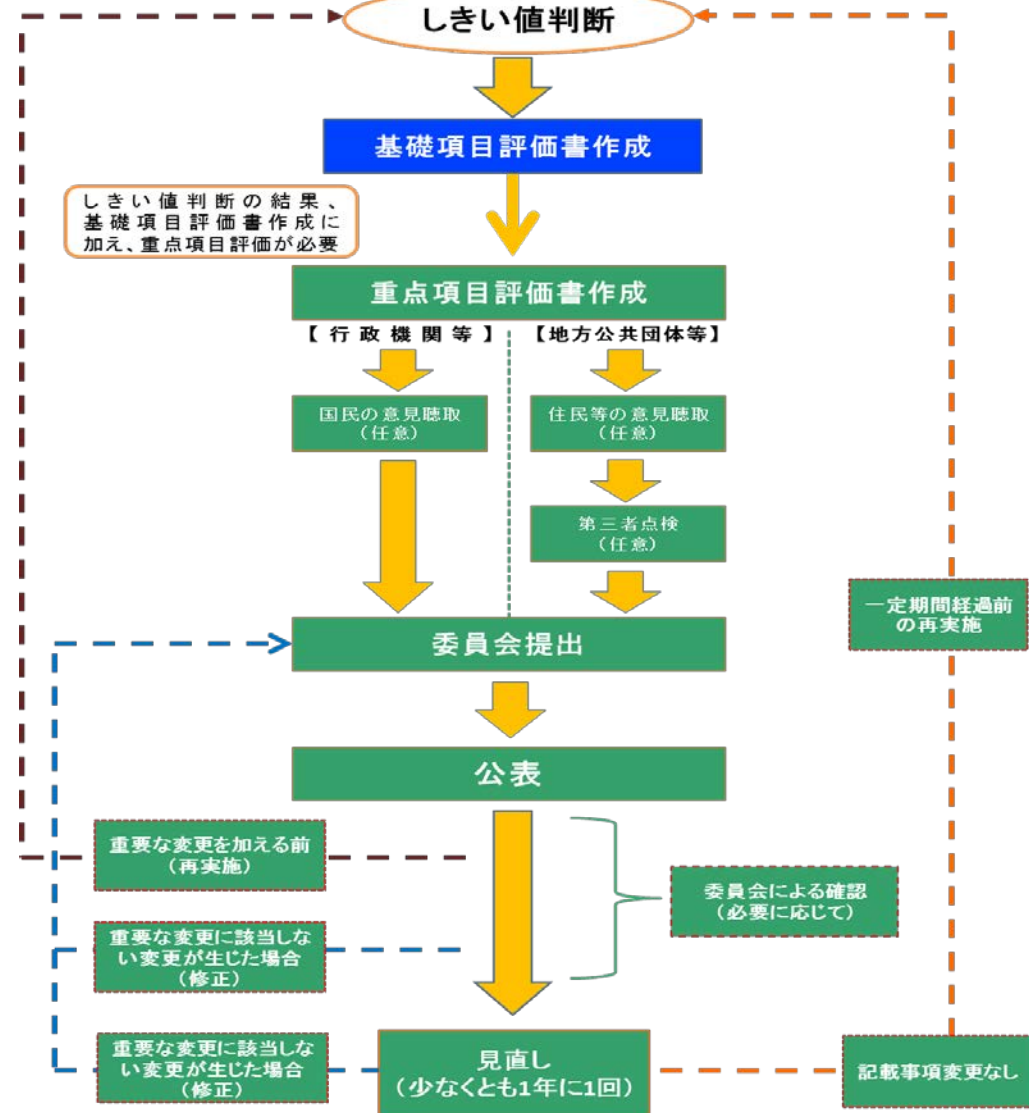 しきい値判断
基礎項目評価書作成
しきい値判断の結果、
基礎項目評価書作成に
加え、重点項目評価が必要
重点項目評価書作成
【行政機関等】
【地方公共団体等】
国民の意見聴取
(任意)
住民等の意見聴取
(任意)
第三者点検
(任意)
一定期間経過前
の再実施
委員会提出
公表
重要な変更を加える前
(再実施)
委員会による確認
(必要に応じて)
重要な変更に該当しな
い変更が生じた場合
(修正)
重要な変更に該当しな
い変更が生じた場合
(修正)
見直し
(少なくとも1年に1回)
記載事項変更なし